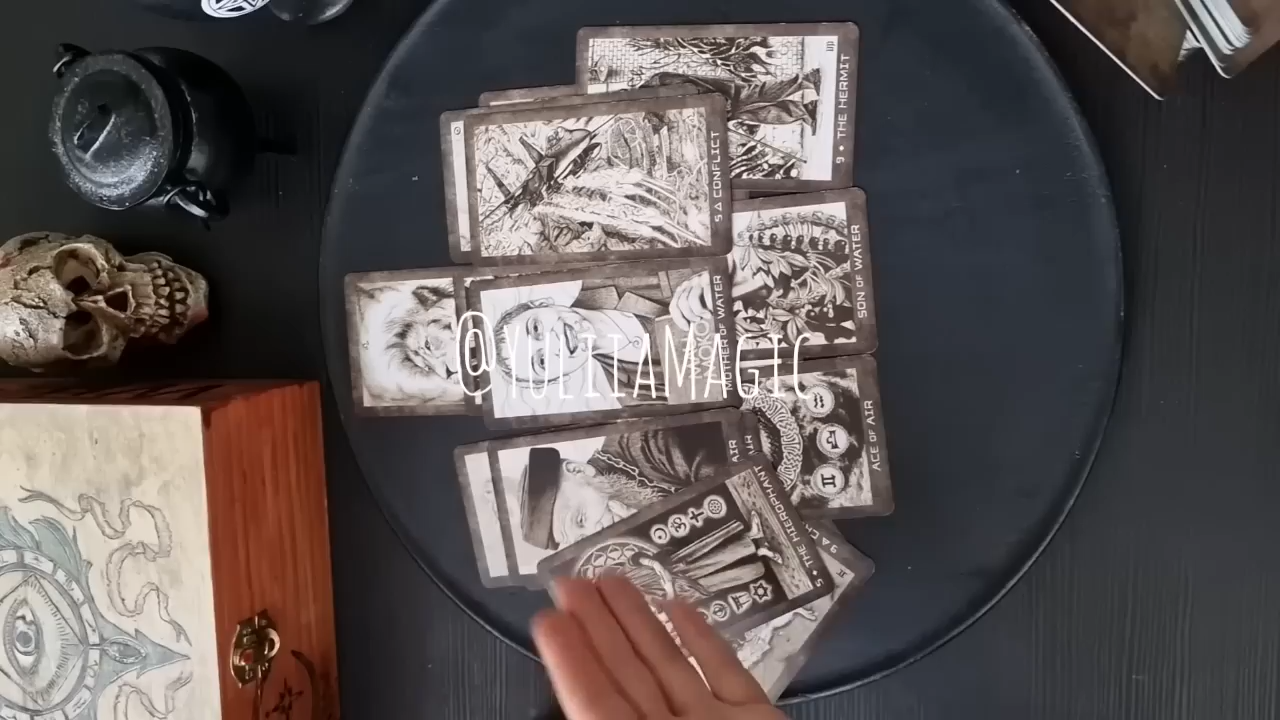 up
9 • THE HERMIT
5 △ CONFLICT
SON OF WATER
MOTHER OF WATER
@YULIIAMAGIC
ACE OF AIR
AIR
5 • THE HIEROPHANT